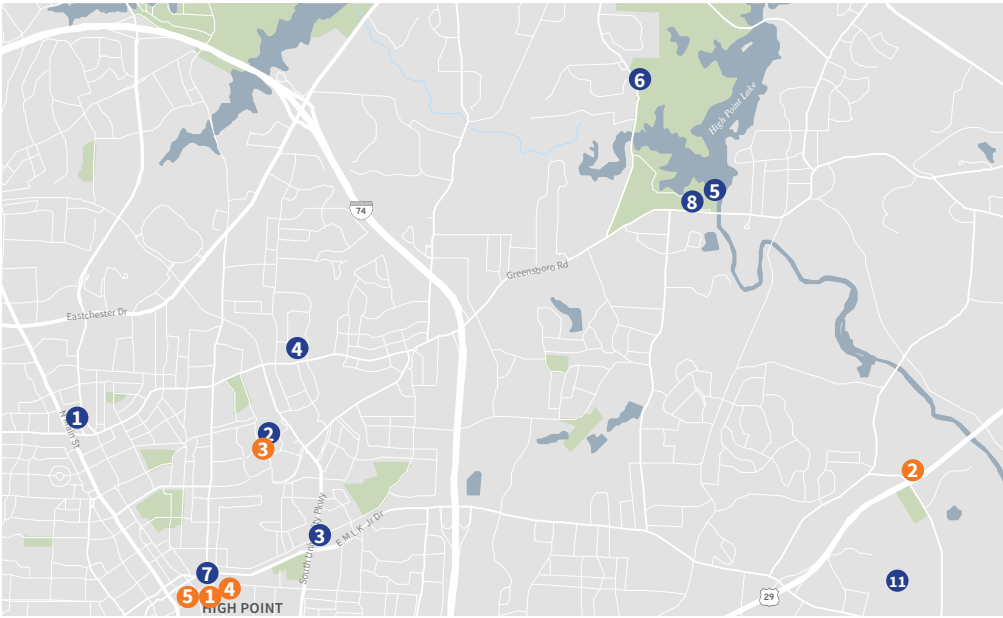 6
High Point Lake
5
8
74
Greensboro Rd
Eastchester Dr
4
1
N Main St
2
3
2
South University Pkwy
3
E M L K Jr Dr
7
11
4
5
1
HIGH POINT
29